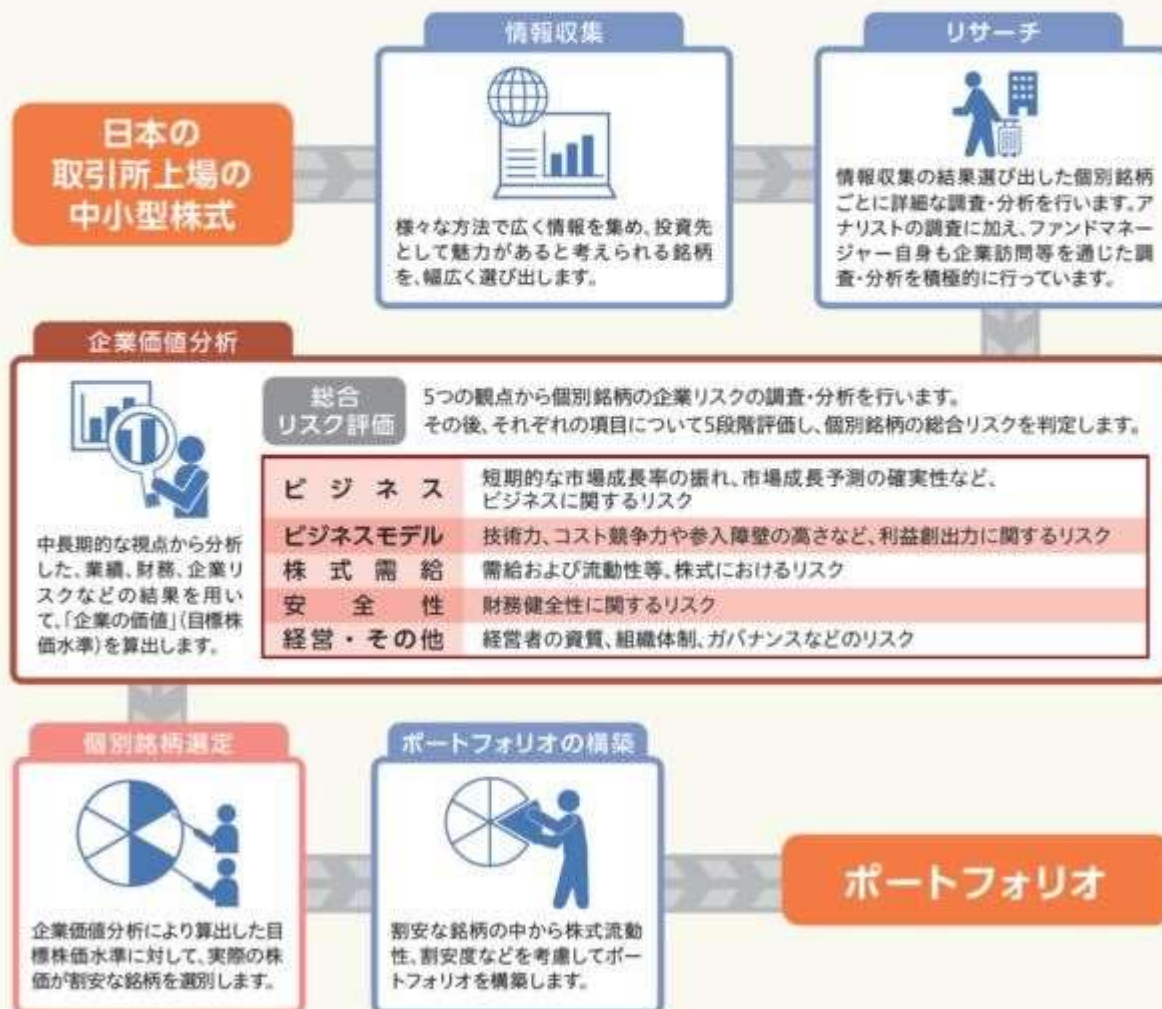 日本の
取引所上場の
中小型株式
情報収集
様々な方法で広く情報を集め、投資先
として魅力があると考えられる銘柄
を、幅広く選び出します。
リサーチ
情報収集の結果選び出した個別銘柄
ごとに詳細な調査・分析を行います。ア
ナリストの調査に加え、ファンドマネー
ジャー自身も企業訪問等を通じた調
査・分析を積極的に行っています。
企業価値分析
中長期的な視点から分析
した、業績、財務、企業リ
スクなどの結果を用い
て、「企業の価値」(目標株
価水準)を算出します。
総合
リスク評価
5つの観点から個別銘柄の企業リスクの調査・分析を行います。
その後、それぞれの項目について5段階評価し、個別銘柄の総合リスクを判定します。
ビジネス
短期的な市場成長率の振れ、市場成長予測の確実性など、
ビジネスに関するリスク
ビジネスモデル
技術力、コスト競争力や参入障壁の高さなど、利益創出力に関するリスク
株式需給
需給および流動性等、株式におけるリスク
安全性
財務健全性に関するリスク
経営・その他
経営者の資質、組織体制、ガバナンスなどのリスク
個別銘柄選定
企業価値分析により算出した目
標株価水準に対して、実際の株
価が割安な銘柄を選別します。
ポートフォリオの構築
割安な銘柄の中から株式流動
性、割安度などを考慮してポー
トフォリオを構築します。
ポートフォリオ